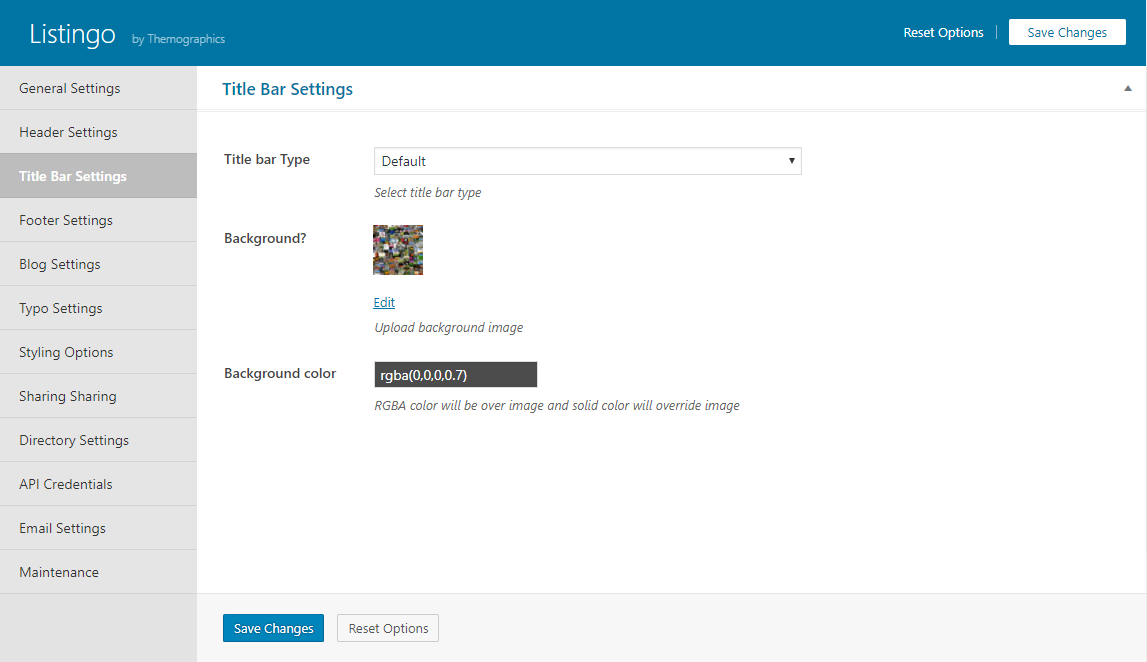 Listingo by Themographics
Reset Options
Save Changes
General Settings
Header Settings
Title Bar Settings
Footer Settings
Blog Settings
Typo Settings
Styling Options
Sharing Sharing
Directory Settings
API Credentials
Email Settings
Maintenance
Title Bar Settings
Title bar Type
Default
Select title bar type
Background?
Edit
Upload background image
Background color
rgba(0,0,0,0.7)
RGBA color will be over image and solid color will override image
Save Changes
Reset Options